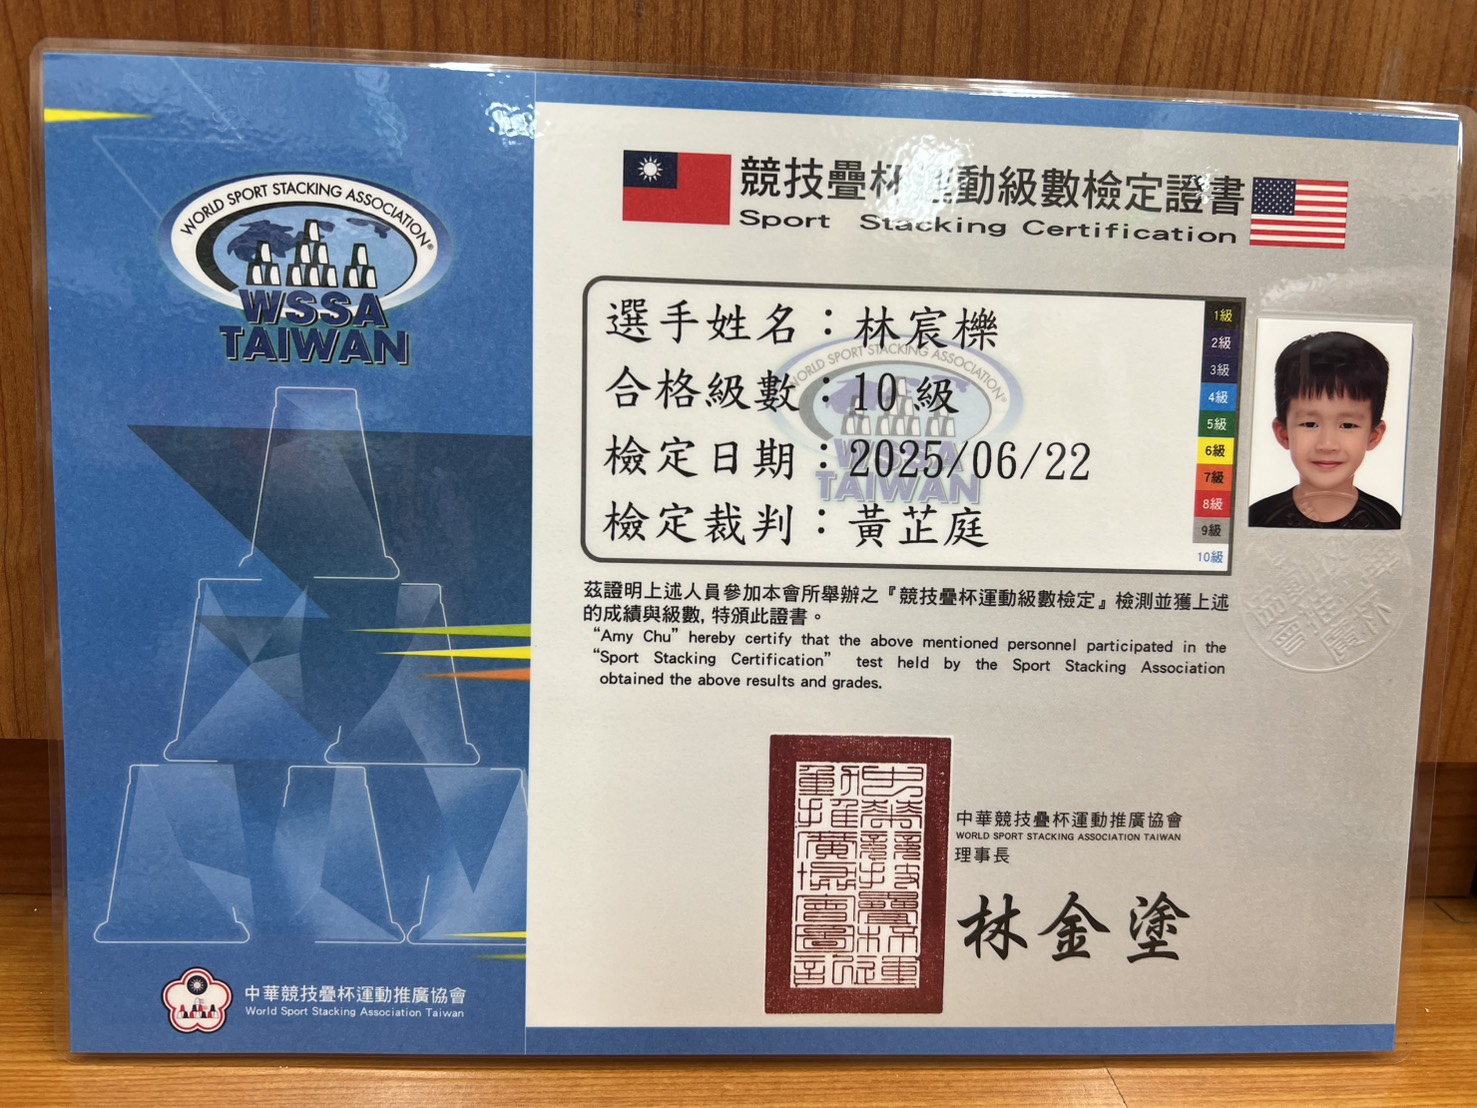 WORLD SPORT STACKING ASSOCIATION®
WSSA
TAIWAN
競技疊杯運動級數檢定證書
Sport Stacking Certification
選手姓名：林宸櫟
合格級數：10 級
檢定日期：2025/06/22
檢定裁判：黃芷庭
WORLD SPORT STACKING ASSOCIATION®
WSSA
TAIWAN
1級
2級
3級
4級
5級
6級
7級
8級
9級
10級
茲證明上述人員參加本會所舉辦之『競技疊杯運動級數檢定』檢測並獲上述
的成績與級數, 特頒此證書。
“Amy Chu” hereby certify that the above mentioned personnel participated in the
“Sport Stacking Certification” test held by the Sport Stacking Association
obtained the above results and grades.
中華競技疊杯運動推廣協會
WORLD SPORT STACKING ASSOCIATION TAIWAN
理事長
林金塗
中華競技疊杯運動推廣協會
World Sport Stacking Association Taiwan